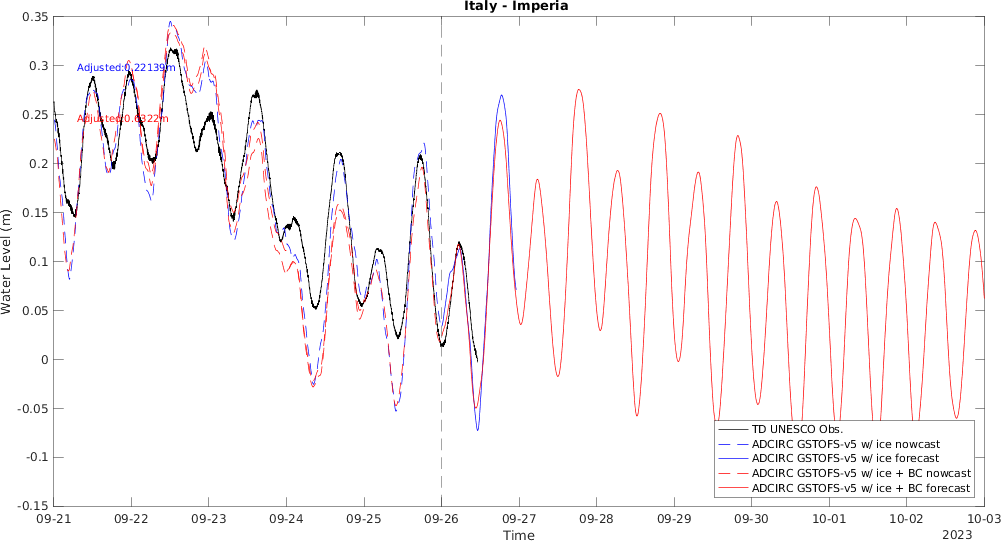 Italy - Imperia
0.35
0.3
0.25
0.2
0.15
0.1
0.05
0
-0.05
-0.1
-0.15
Water Level (m)
Adjusted:0.22139m
Adjusted:0.6322m
TD UNESCO Obs.
ADCIRC GSTOFS-v5 w/ ice nowcast
ADCIRC GSTOFS-v5 w/ ice forecast
ADCIRC GSTOFS-v5 w/ ice + BC nowcast
ADCIRC GSTOFS-v5 w/ ice + BC forecast
09-21 09-22 09-23 09-24 09-25 09-26 09-27 09-28 09-29 09-30 10-01 10-02 10-03
Time
2023